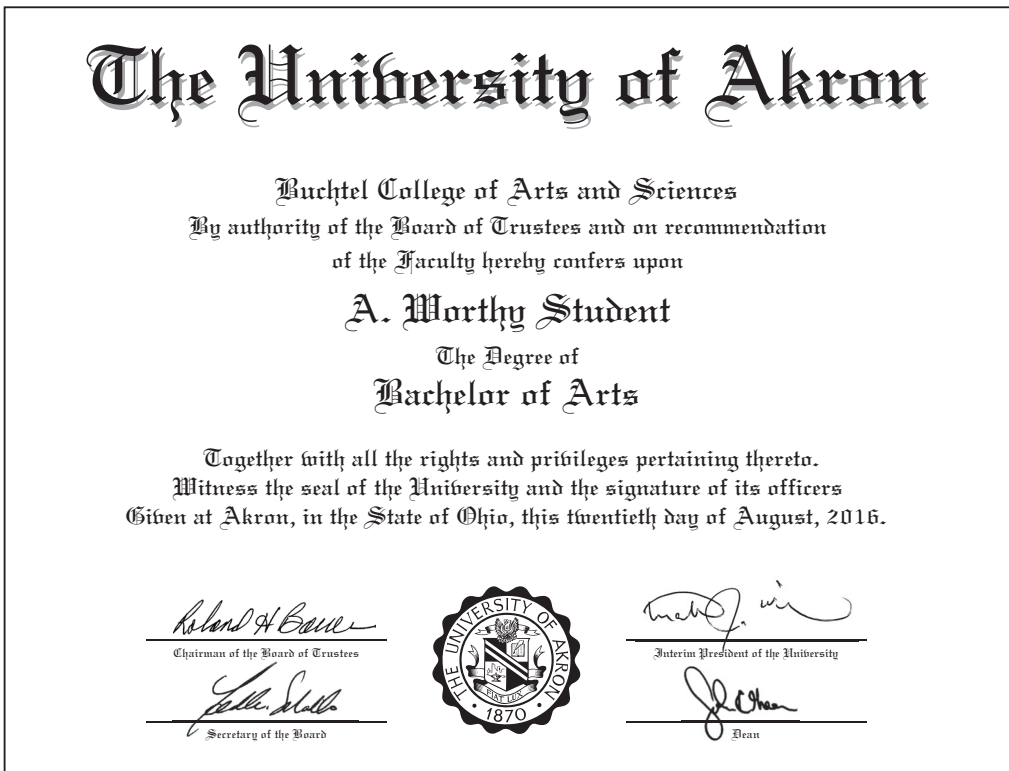 The University of Akron
Buchtel College of Arts and Sciences
By authority of the Board of Trustees and on recommendation
of the Faculty hereby confers upon
A. Worthy Student
The Degree of
Bachelor of Arts
Together with all the rights and privileges pertaining thereto.
Witness the seal of the University and the signature of its officers
Given at Akron, in the State of Ohio, this twentieth day of August, 2016.
Roland H Bauer
Chairman of the Board of Trustees
Interim President of the University
THE UNIVERSITY OF AKRON
FIAT LUX
· 1870 ·
Secretary of the Board
Dean